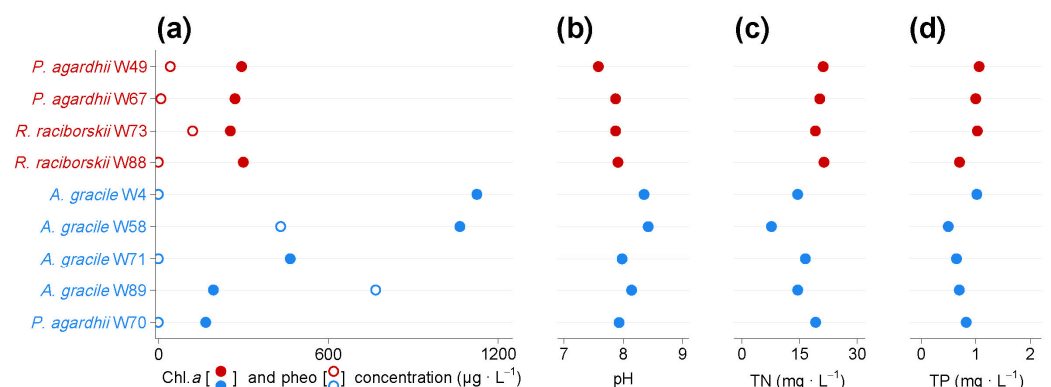 (a) (b) (c) (d)
P. agardhii W49
P. agardhii W67
R. raciborskii W73
R. raciborskii W88
A. gracile W4
A. gracile W58
A. gracile W71
A. gracile W89
P. agardhii W70
0 600 1200 7 8 9 0 15 30 0 1 2
Chl.a [ ] and pheo [ ] concentration (µg · L⁻¹) pH TN (mg · L⁻¹) TP (mg · L⁻¹)